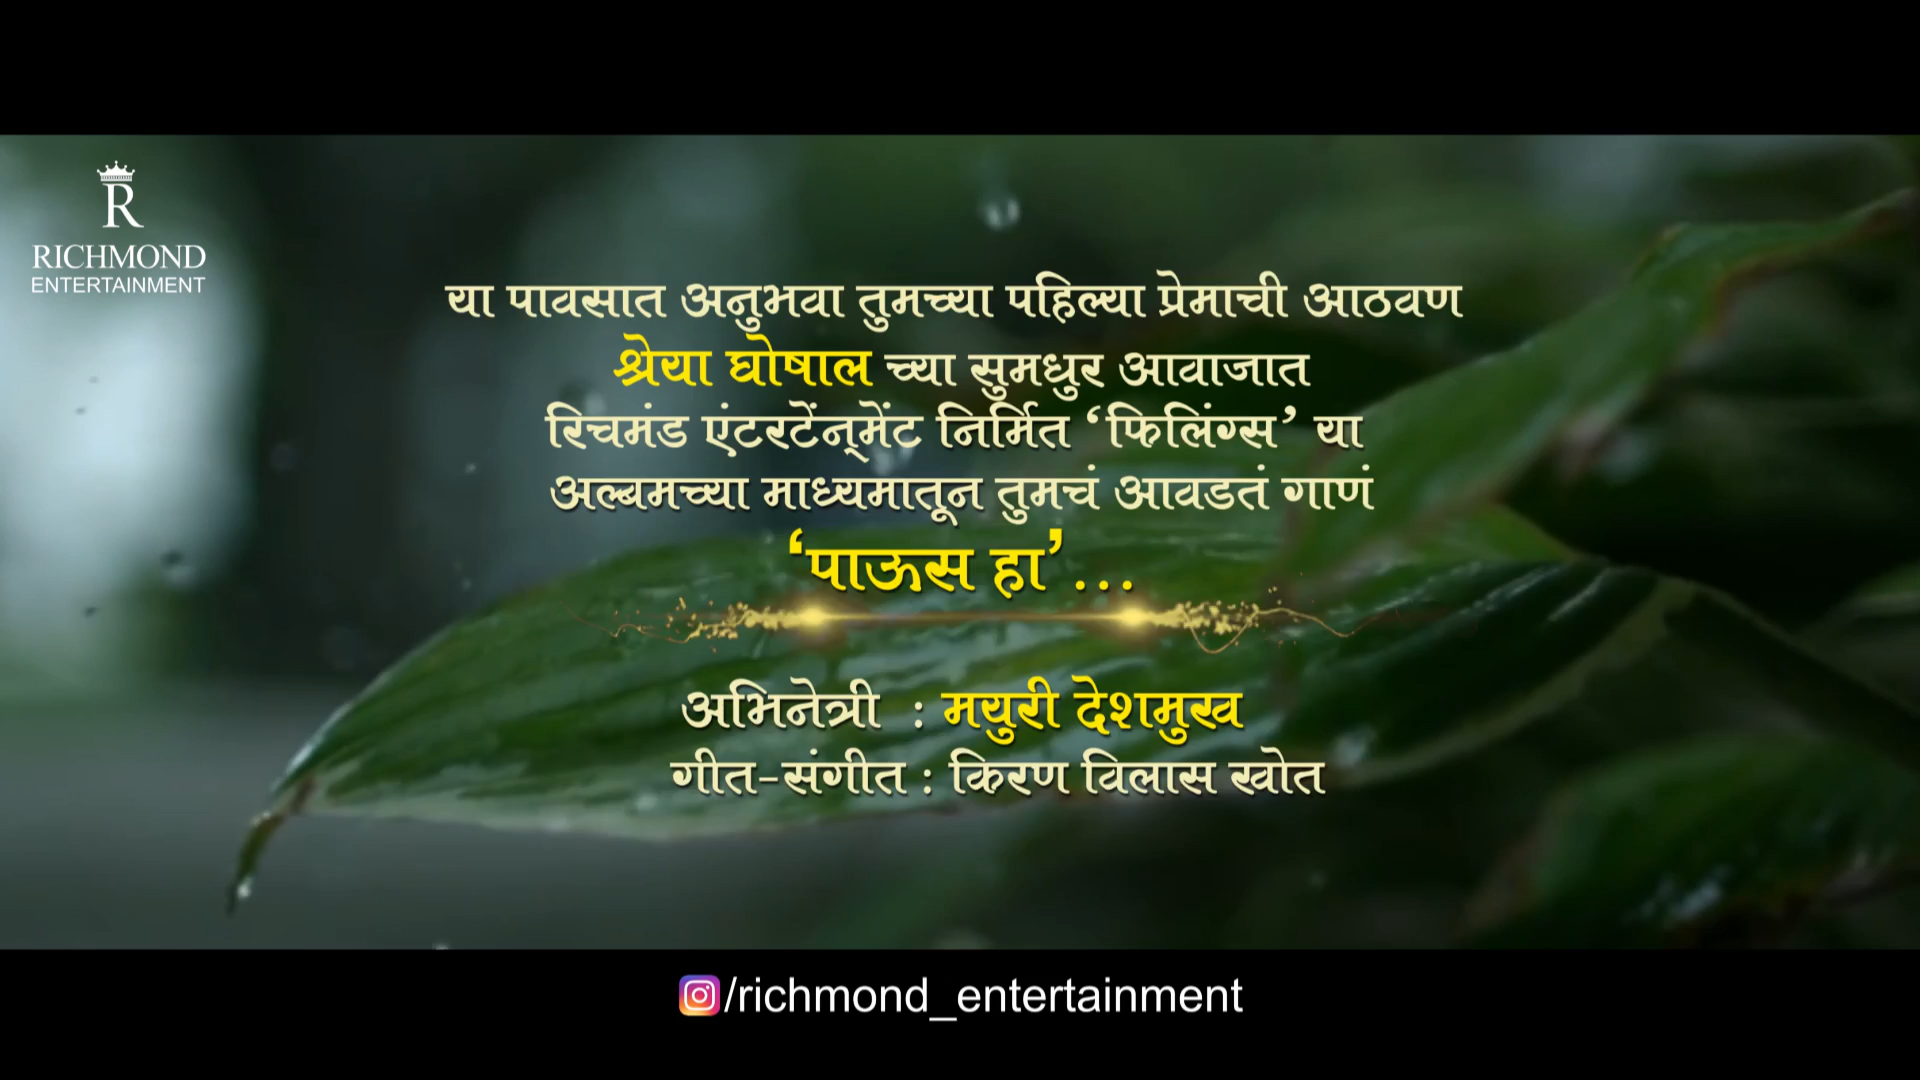 R
RICHMOND
ENTERTAINMENT
या पावसात अनुभवा तुमच्या पहिल्या प्रेमाची आठवण
श्रेया घोषाल च्या सुमधुर आवाजात
रिचमंड एंटरटेंन्‌मेंट निर्मित ‘फिलिंग्स’ या
अल्बमच्या माध्यमातून तुमचं आवडतं गाणं
‘पाऊस हा’...
अभिनेत्री : मयुरी देशमुख
गीत-संगीत : किरण विलास खोत
/richmond_entertainment